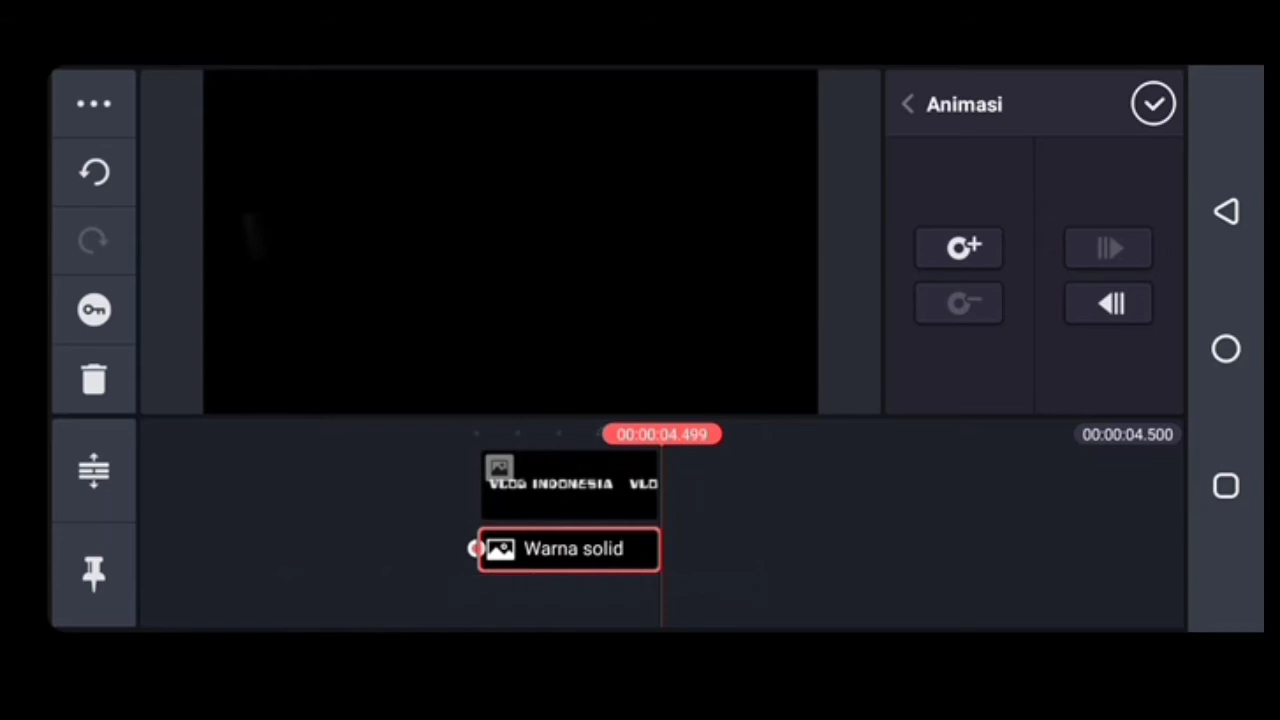 Animasi
00:00:04.499
00:00:04.500
VLOG INDONESIA VLO
Warna solid